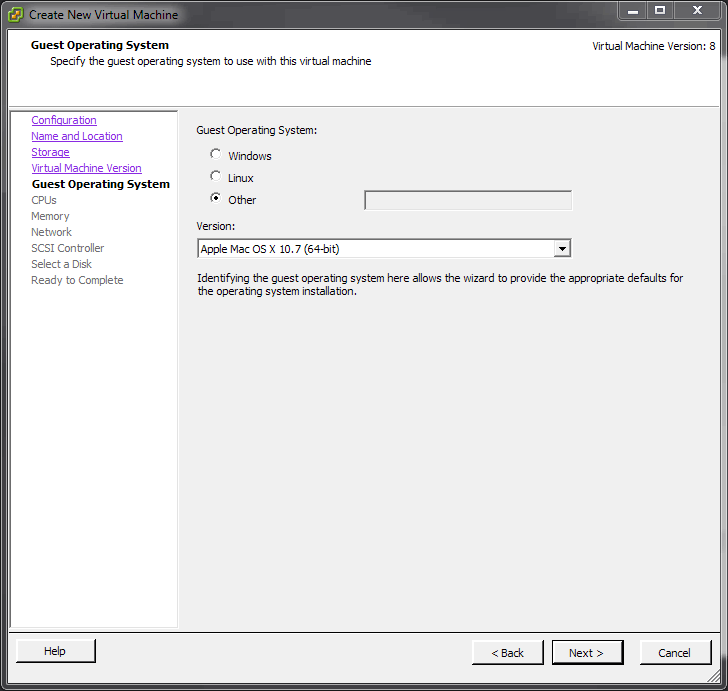 Create New Virtual Machine
Guest Operating System
Virtual Machine Version: 8
Specify the guest operating system to use with this virtual machine
Configuration
Name and Location
Storage
Virtual Machine Version
Guest Operating System
CPUs
Memory
Network
SCSI Controller
Select a Disk
Ready to Complete
Guest Operating System:
Windows
Linux
Other
Version:
Apple Mac OS X 10.7 (64-bit)
Identifying the guest operating system here allows the wizard to provide the appropriate defaults for
the operating system installation.
Help
< Back
Next >
Cancel